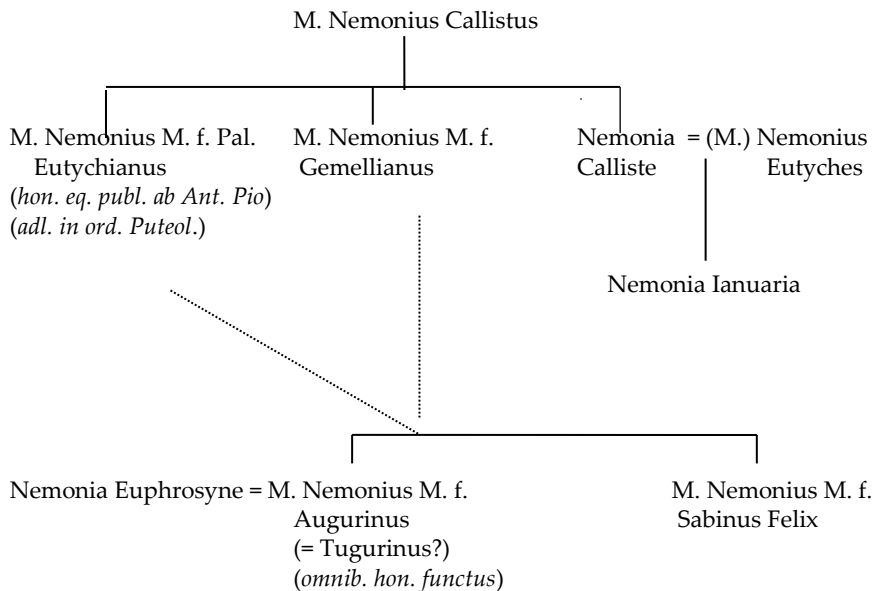 M. Nemonius Callistus
M. Nemonius M. f. Pal.
Eutychianus
(hon. eq. publ. ab Ant. Pio)
(adl. in ord. Puteol.)
M. Nemonius M. f.
Gemellianus
Nemonia = (M.) Nemonius
Calliste Eutyches
Nemonia Ianuaria
Nemonia Euphrosyne = M. Nemonius M. f.
Augurinus
(= Tugurinus?)
(omnib. hon. functus)
M. Nemonius M. f.
Sabinus Felix